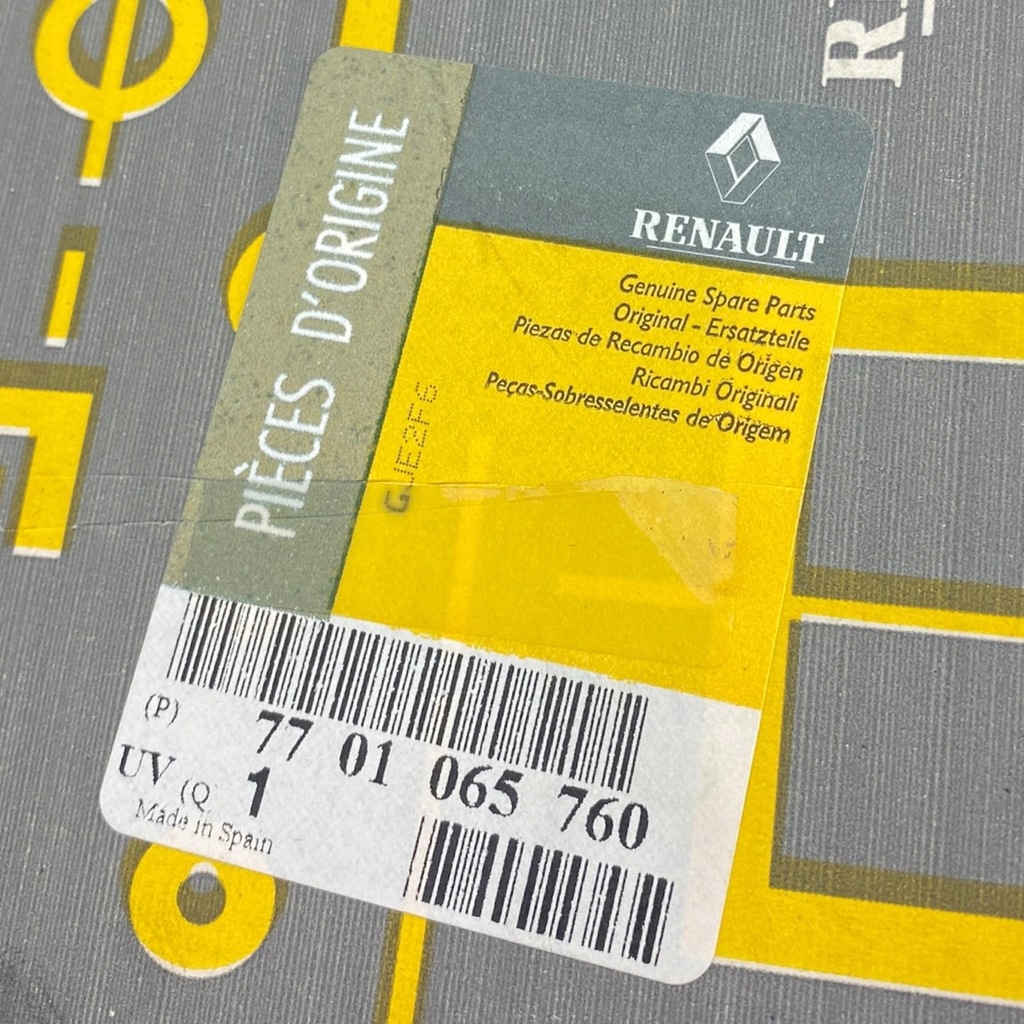 PIÈCES D'ORIGINE
RENAULT
Genuine Spare Parts
Original - Ersatzteile
Piezas de Recambio de Origen
Ricambi Originali
Peças-Sobresselentes de Origem
GJE2F6
(P) 77 01 065 760
UV (Q 1
Made in Spain